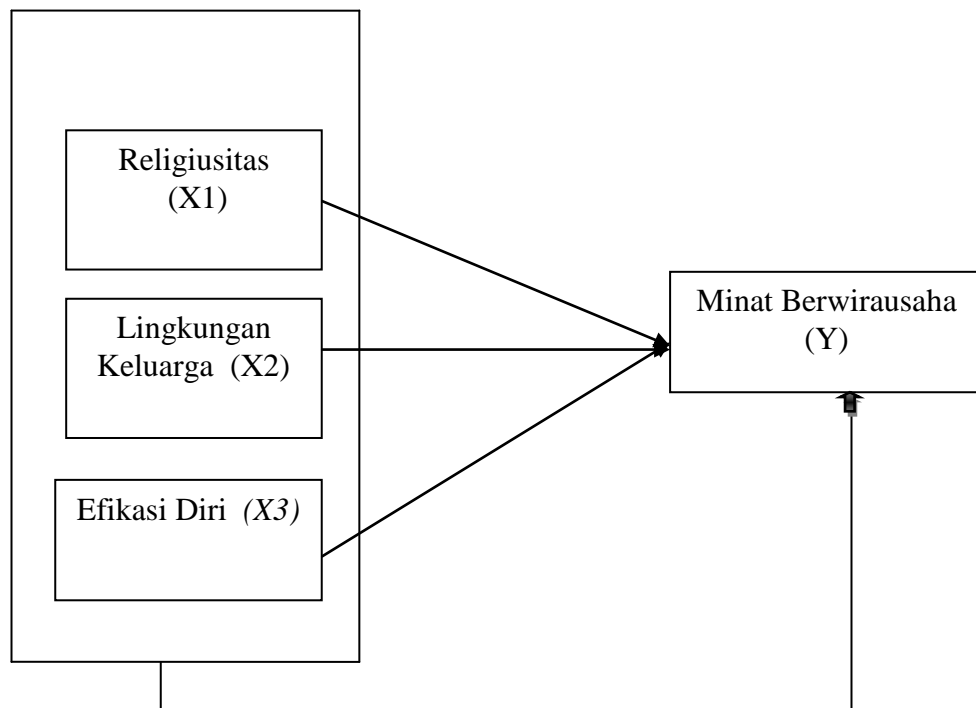 Religiusitas
(X1)
Lingkungan
Keluarga (X2)
Efikasi Diri (X3)
Minat Berwirausaha
(Y)